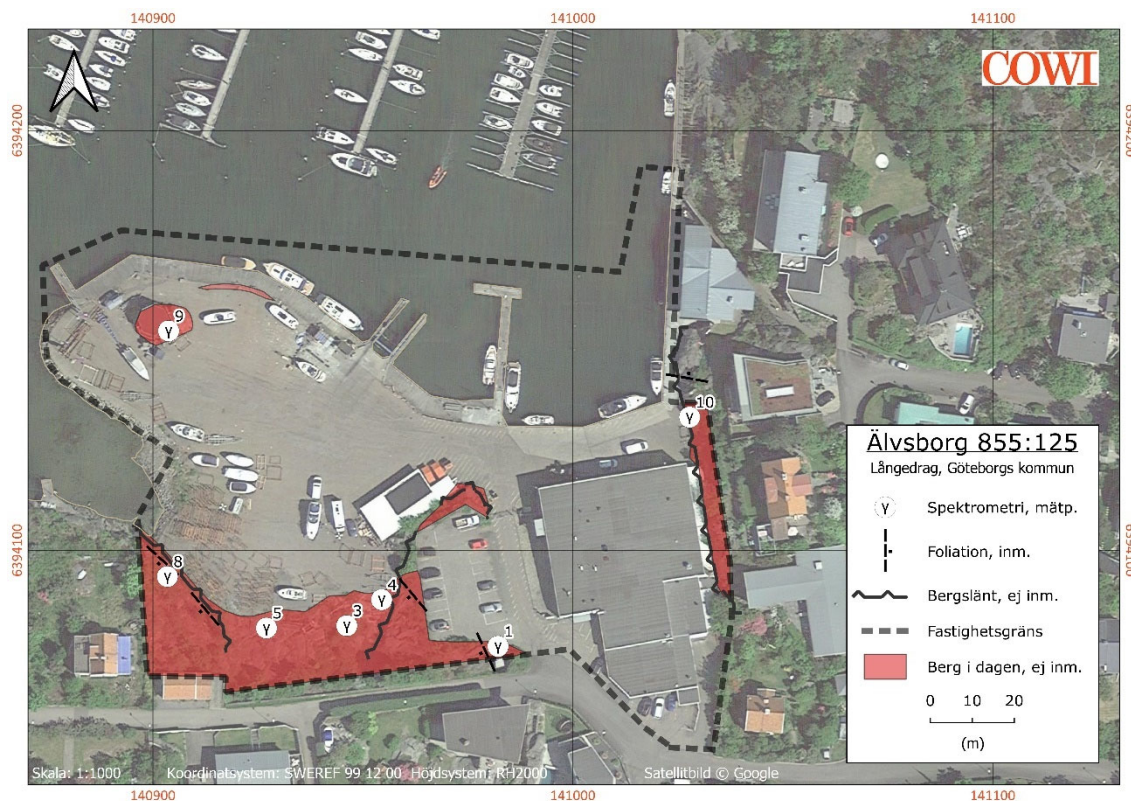 140900
141000
141100
COWI
6394200
6394200
9
10
Älvsborg 855:125
Långedrag, Göteborgs kommun
γ Spektrometri, mätp.
Foliation, inm.
Bergslänt, ej inm.
Fastighetsgräns
Berg i dagen, ej inm.
0 10 20
(m)
6394100
6394100
8
4
5
3
1
Skala: 1:1000 Koordinatsystem: SWEREF 99 12 00 Höjdsystem: RH2000 Satellitbild © Google
140900
141000
141100